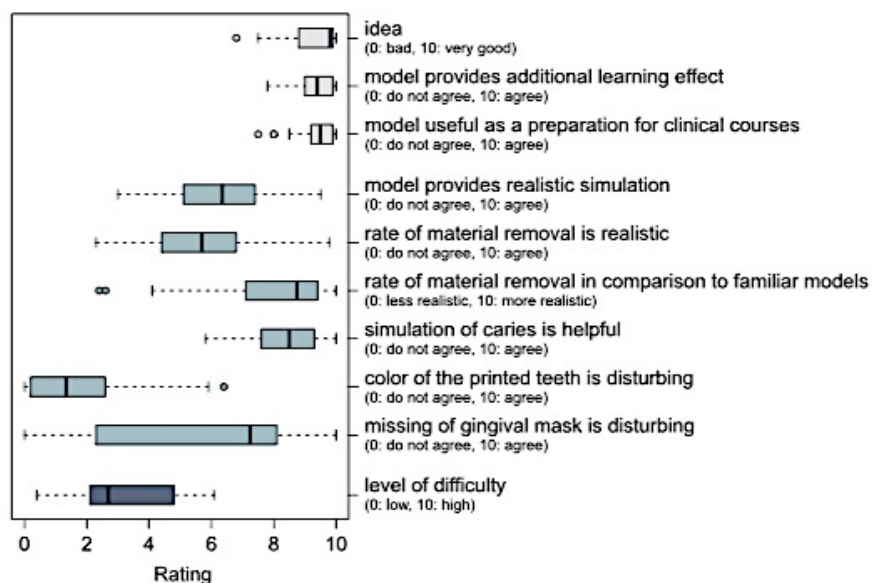 idea
(0: bad, 10: very good)
model provides additional learning effect
(0: do not agree, 10: agree)
model useful as a preparation for clinical courses
(0: do not agree, 10: agree)
model provides realistic simulation
(0: do not agree, 10: agree)
rate of material removal is realistic
(0: do not agree, 10: agree)
rate of material removal in comparison to familiar models
(0: less realistic, 10: more realistic)
simulation of caries is helpful
(0: do not agree, 10: agree)
color of the printed teeth is disturbing
(0: do not agree, 10: agree)
missing of gingival mask is disturbing
(0: do not agree, 10: agree)
level of difficulty
(0: low, 10: high)
0 2 4 6 8 10
Rating